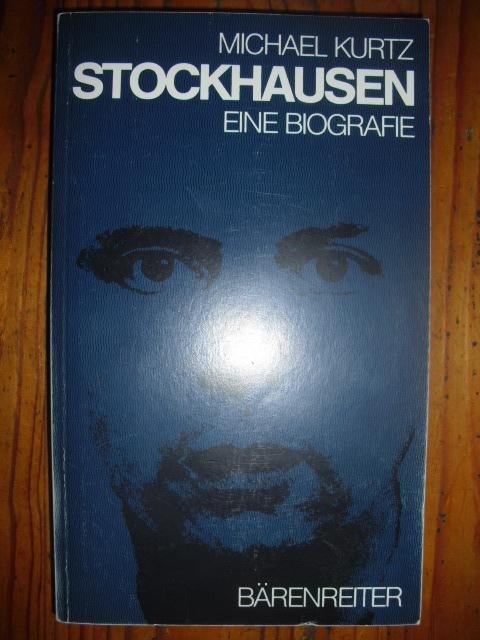 MICHAEL KURTZ
STOCKHAUSEN
EINE BIOGRAFIE
BÄRENREITER